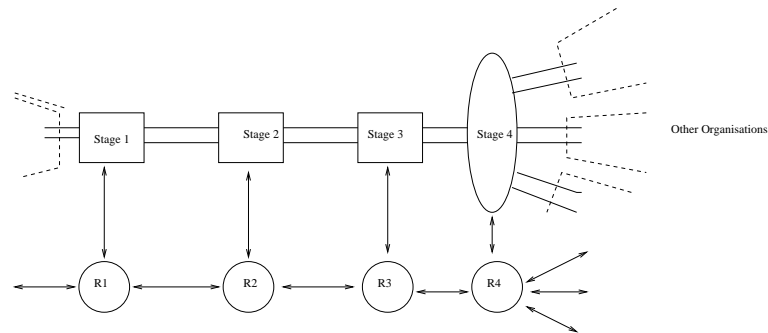 Stage 1
Stage 2
Stage 3
Stage 4
Other Organisations
R1
R2
R3
R4